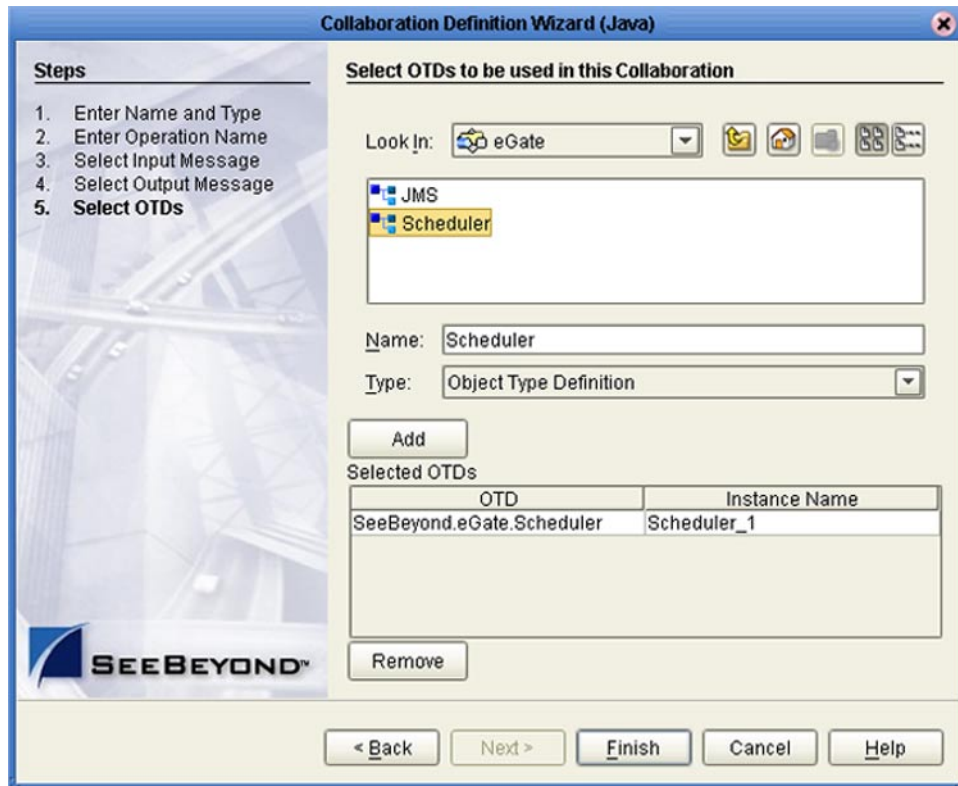 Collaboration Definition Wizard (Java)
Steps
1. Enter Name and Type
2. Enter Operation Name
3. Select Input Message
4. Select Output Message
5. Select OTDs
SEEBEYOND™
Select OTDs to be used in this Collaboration
Look In: eGate
JMS
Scheduler
Name: Scheduler
Type: Object Type Definition
Add
Selected OTDs
OTD Instance Name
SeeBeyond.eGate.Scheduler Scheduler_1
Remove
< Back Next > Finish Cancel Help